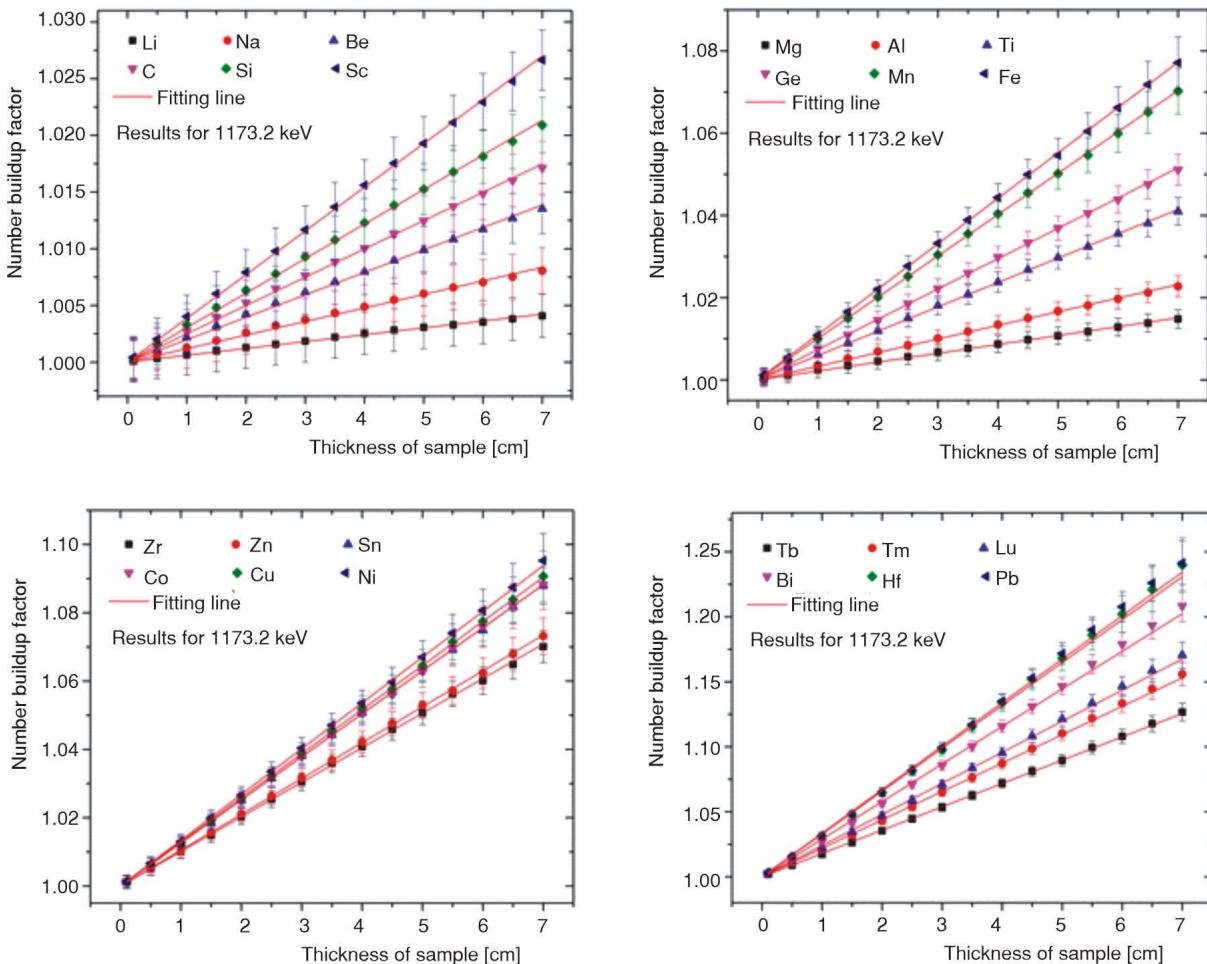 1.030
1.025
1.020
1.015
1.010
1.005
1.000
Number buildup factor
Li Na Be
C Si Sc
Fitting line
Results for 1173.2 keV
0 1 2 3 4 5 6 7
Thickness of sample [cm]
1.08
1.06
1.04
1.02
1.00
Number buildup factor
Mg Al Ti
Ge Mn Fe
Fitting line
Results for 1173.2 keV
0 1 2 3 4 5 6 7
Thickness of sample [cm]
1.10
1.08
1.06
1.04
1.02
1.00
Number buildup factor
Zr Zn Sn
Co Cu Ni
Fitting line
Results for 1173.2 keV
0 1 2 3 4 5 6 7
Thickness of sample [cm]
1.25
1.20
1.15
1.10
1.05
1.00
Number buildup factor
Tb Tm Lu
Bi Hf Pb
Fitting line
Results for 1173.2 keV
0 1 2 3 4 5 6 7
Thickness of sample [cm]